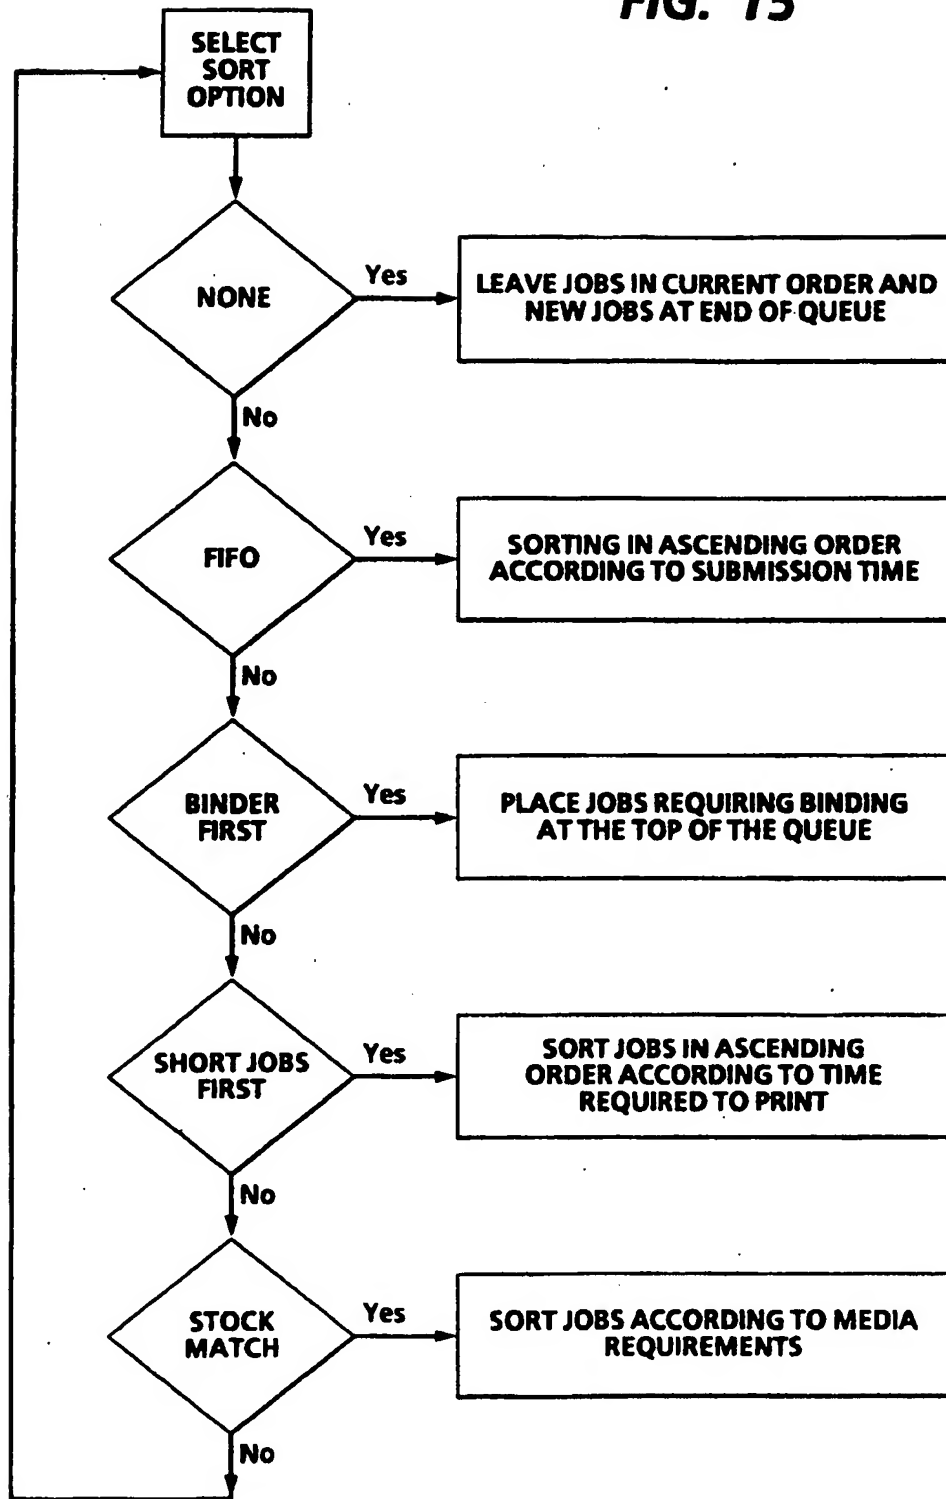 FIG. 15
SELECT
SORT
OPTION
NONE
Yes
LEAVE JOBS IN CURRENT ORDER AND
NEW JOBS AT END OF QUEUE
No
FIFO
Yes
SORTING IN ASCENDING ORDER
ACCORDING TO SUBMISSION TIME
No
BINDER
FIRST
Yes
PLACE JOBS REQUIRING BINDING
AT THE TOP OF THE QUEUE
No
SHORT JOBS
FIRST
Yes
SORT JOBS IN ASCENDING
ORDER ACCORDING TO TIME
REQUIRED TO PRINT
No
STOCK
MATCH
Yes
SORT JOBS ACCORDING TO MEDIA
REQUIREMENTS
No